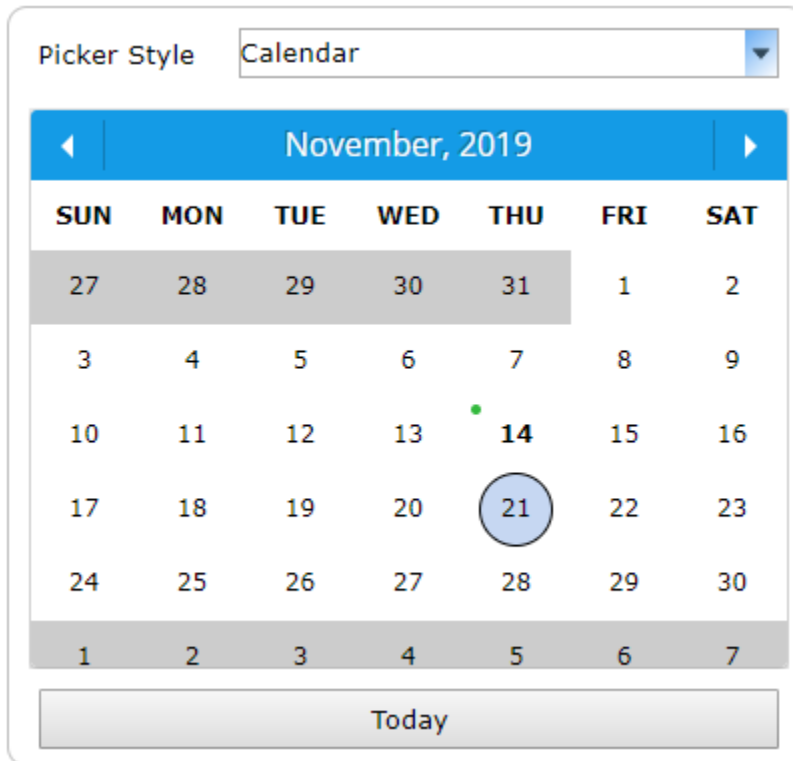 Picker Style Calendar
November, 2019
SUN MON TUE WED THU FRI SAT
27 28 29 30 31 1 2
3 4 5 6 7 8 9
10 11 12 13 14 15 16
17 18 19 20 21 22 23
24 25 26 27 28 29 30
1 2 3 4 5 6 7
Today